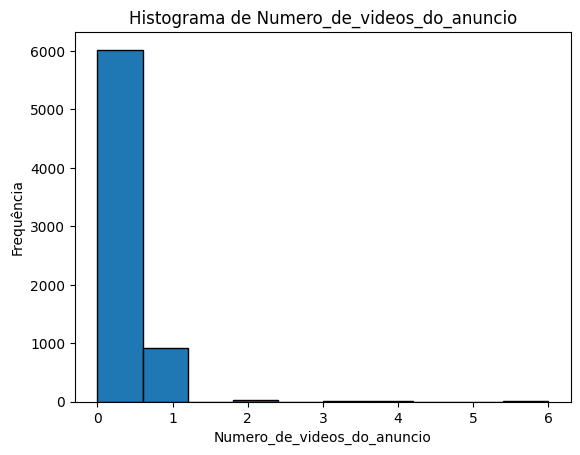 Histograma de Numero_de_videos_do_anuncio
6000
5000
4000
3000
2000
1000
0
Frequência
0 1 2 3 4 5 6
Numero_de_videos_do_anuncio